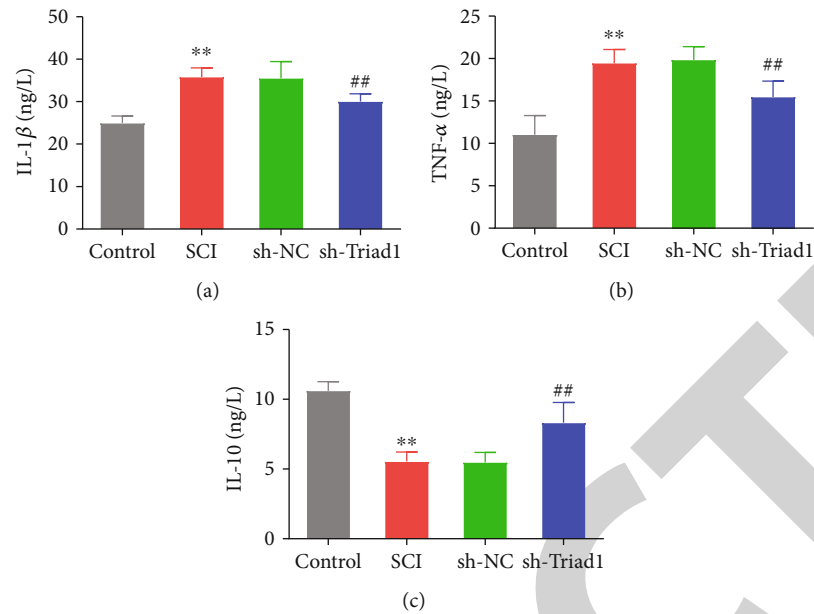 50
40
30
20
10
0
IL-1β (ng/L)
**
##
Control SCI sh-NC sh-Triad1
(a)
25
20
15
10
5
0
TNF-α (ng/L)
**
##
Control SCI sh-NC sh-Triad1
(b)
15
10
5
0
IL-10 (ng/L)
**
##
Control SCI sh-NC sh-Triad1
(c)